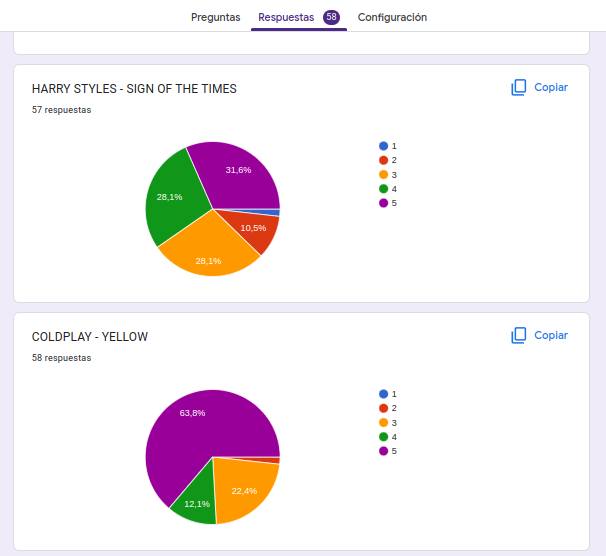 Preguntas Respuestas 58 Configuración
HARRY STYLES - SIGN OF THE TIMES
Copiar
57 respuestas
31,6%
28,1%
10,5%
28,1%
1
2
3
4
5
COLDPLAY - YELLOW
Copiar
58 respuestas
63,8%
22,4%
12,1%
1
2
3
4
5